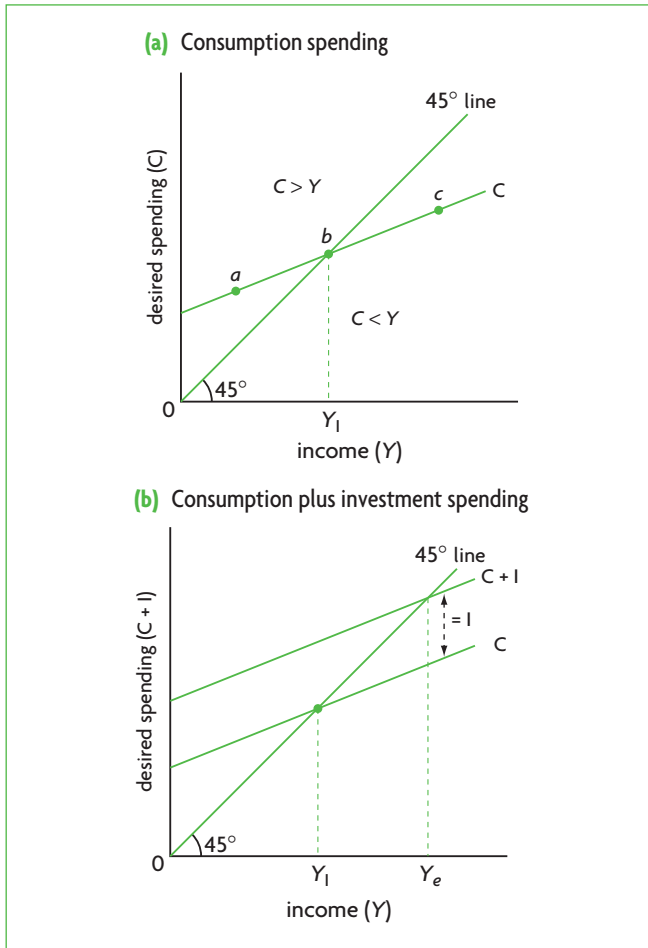 (a) Consumption spending
45° line
desired spending (C)
C > Y
c
C
b
a
C < Y
45°
0
Y1
income (Y)
(b) Consumption plus investment spending
45° line
C + I
desired spending (C + I)
= I
C
45°
0
Y1
Ye
income (Y)